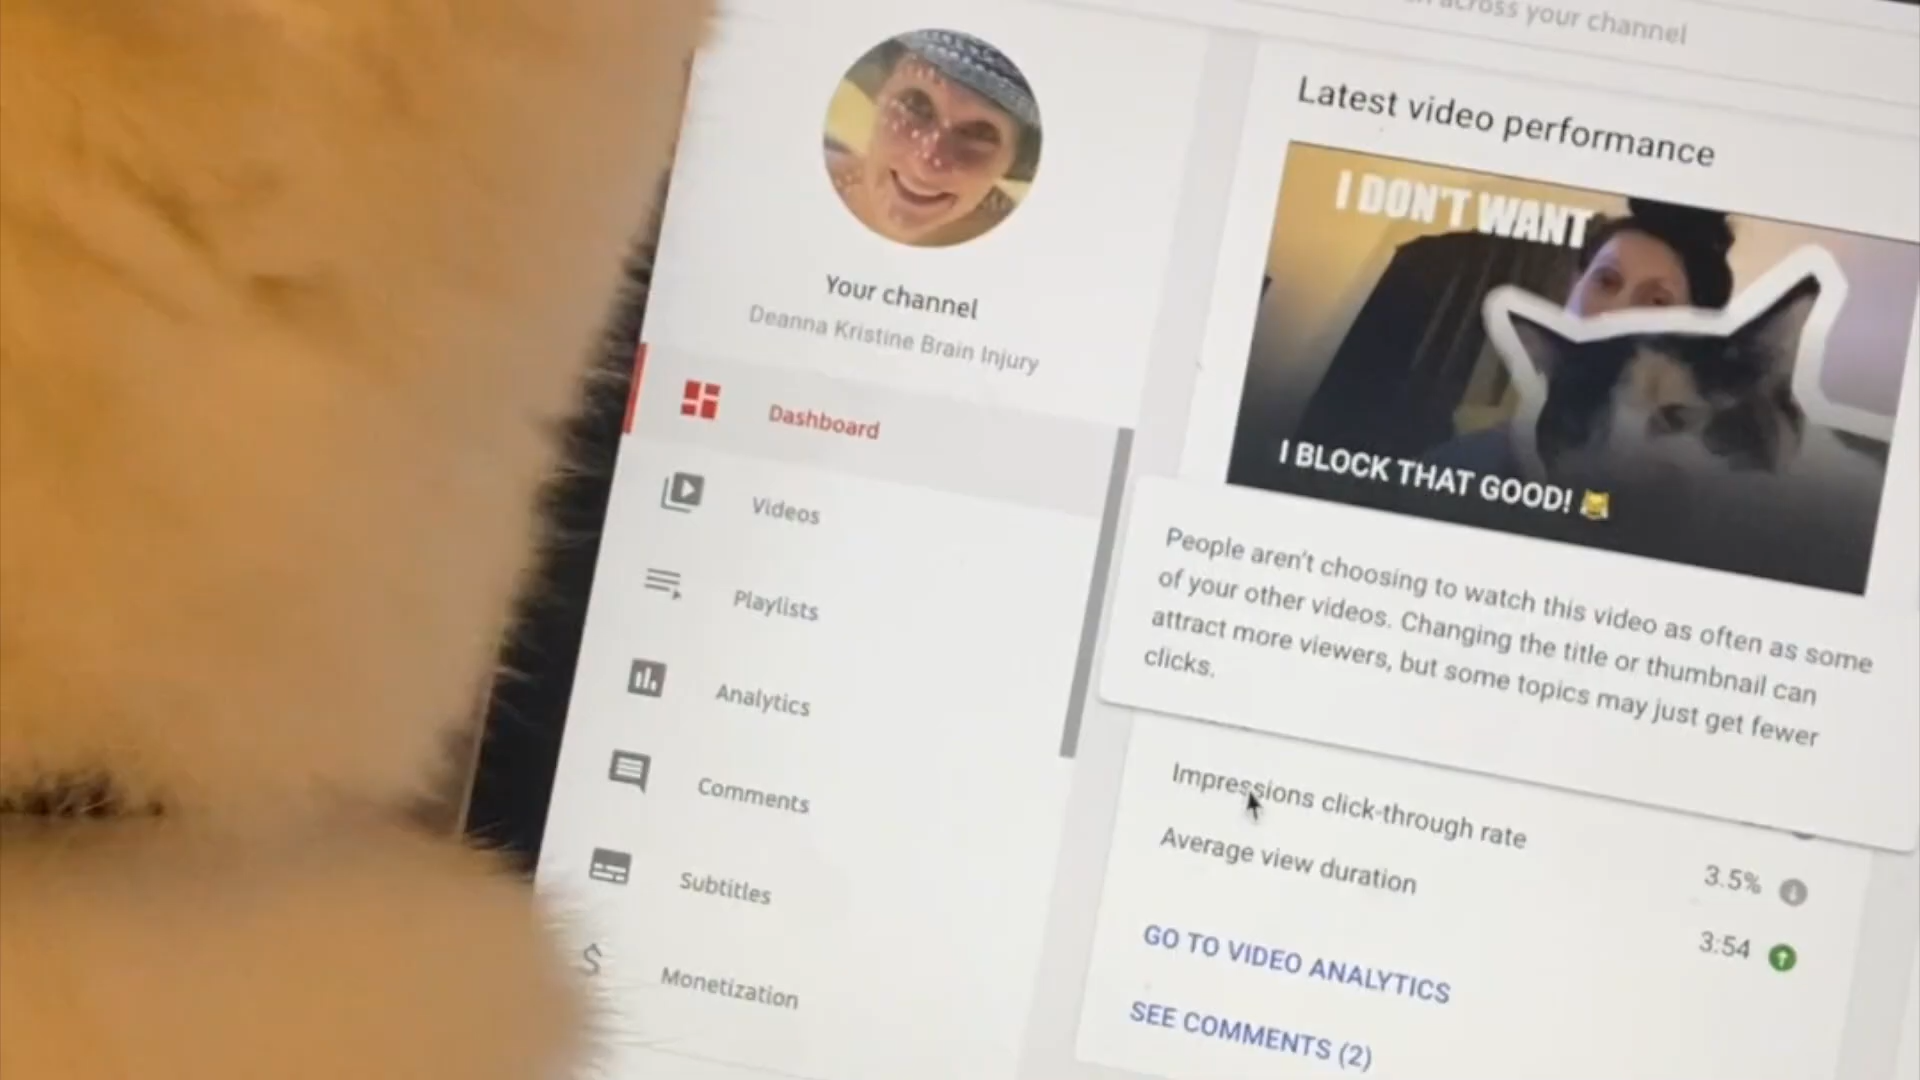 across your channel
Your channel
Deanna Kristine Brain Injury
Dashboard
Videos
Playlists
Analytics
Comments
Subtitles
$
Monetization
Latest video performance
I DON'T WANT
I BLOCK THAT GOOD! 😼
People aren't choosing to watch this video as often as some
of your other videos. Changing the title or thumbnail can
attract more viewers, but some topics may just get fewer
clicks.
Impressions click-through rate
3.5%
Average view duration
3:54
GO TO VIDEO ANALYTICS
SEE COMMENTS (2)